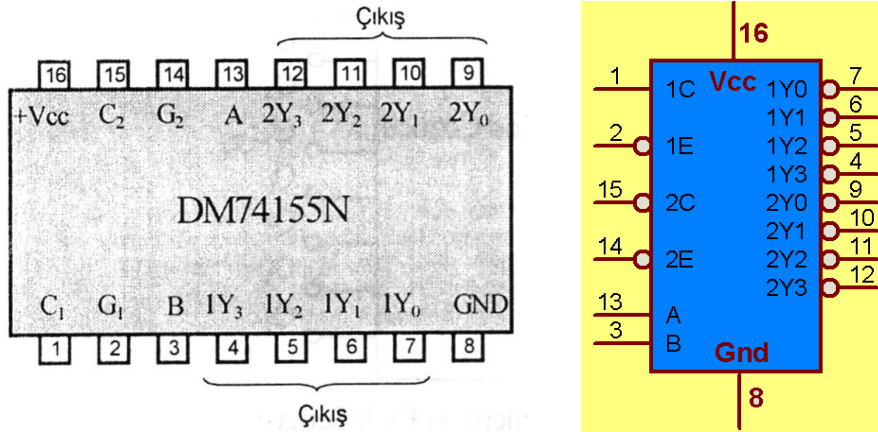 Çıkış
16 15 14 13 12 11 10 9
+Vcc C₂ G₂ A 2Y₃ 2Y₂ 2Y₁ 2Y₀
DM74155N
C₁ G₁ B 1Y₃ 1Y₂ 1Y₁ 1Y₀ GND
1 2 3 4 5 6 7 8
Çıkış
16
1 1C Vcc 1Y0 7
1Y1 6
2 1E 1Y2 5
1Y3 4
15 2C 2Y0 9
2Y1 10
14 2E 2Y2 11
2Y3 12
13 A
3 B
Gnd
8